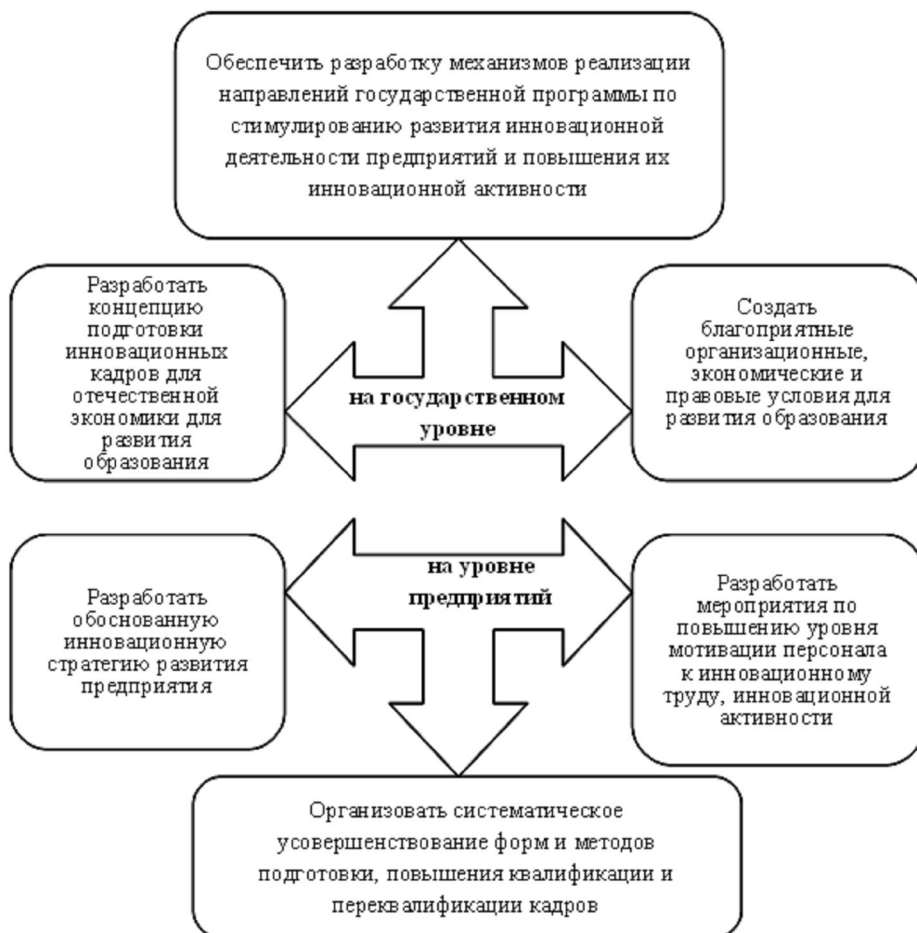 Обеспечить разработку механизмов реализации
направлений государственной программы по
стимулированию развития инновационной
деятельности предприятий и повышения их
инновационной активности
Разработать
концепцию
подготовки
инновационных
кадров для
отечественной
экономики для
развития
образования
на государственном
уровне
Создать
благоприятные
организационные,
экономические и
правовые условия для
развития образования
Разработать
обоснованную
инновационную
стратегию развития
предприятия
на уровне
предприятий
Разработать
мероприятия по
повышению уровня
мотивации персонала
к инновационному
труду, инновационной
активности
Организовать систематическое
усовершенствование форм и методов
подготовки, повышения квалификации и
переквалификации кадров